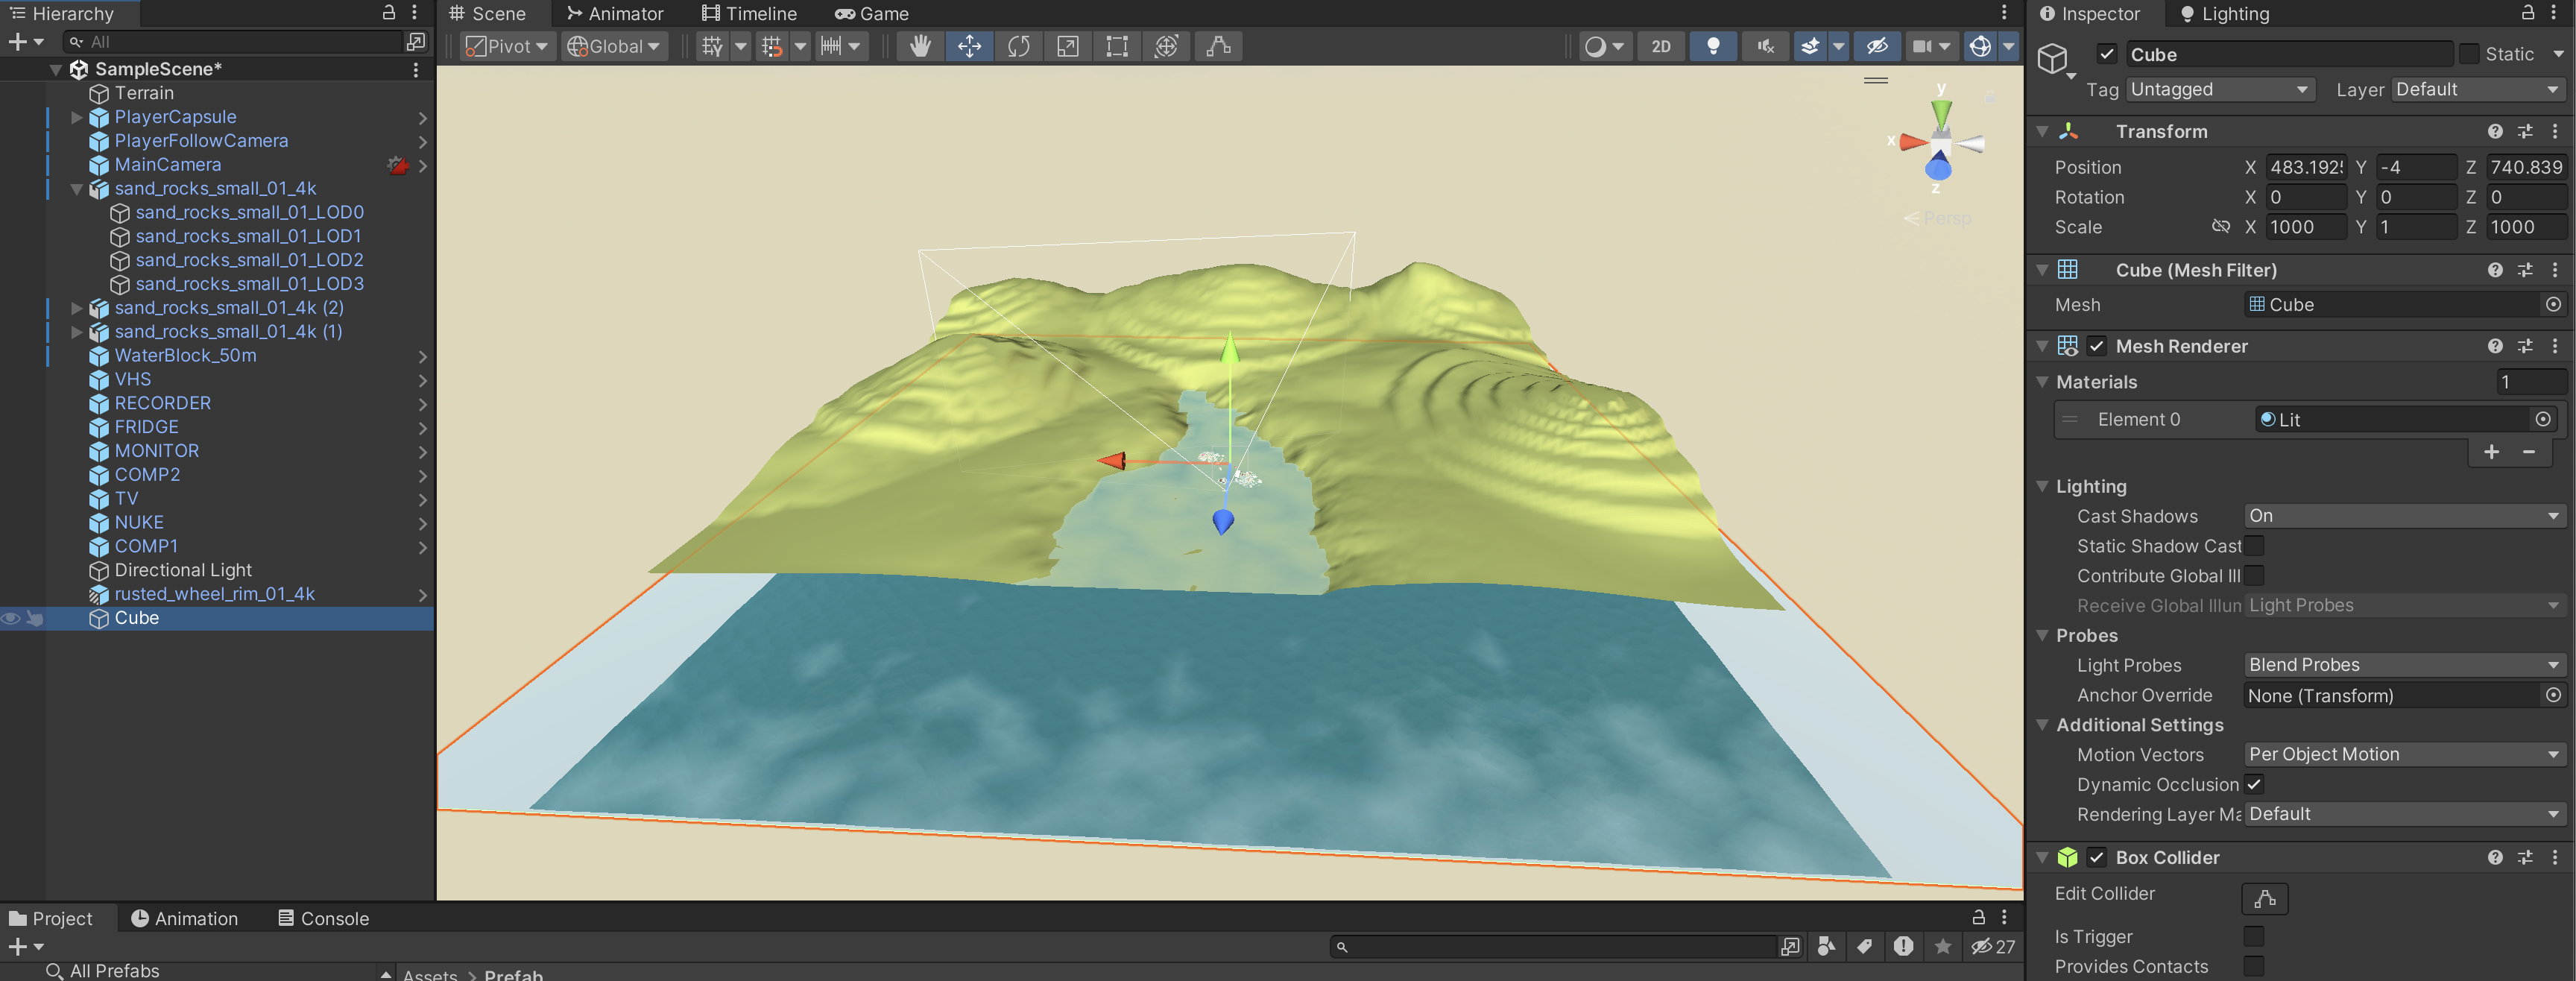 Hierarchy
All
SampleScene*
Terrain
PlayerCapsule
PlayerFollowCamera
MainCamera
sand_rocks_small_01_4k
sand_rocks_small_01_LOD0
sand_rocks_small_01_LOD1
sand_rocks_small_01_LOD2
sand_rocks_small_01_LOD3
sand_rocks_small_01_4k (2)
sand_rocks_small_01_4k (1)
WaterBlock_50m
VHS
RECORDER
FRIDGE
MONITOR
COMP2
TV
NUKE
COMP1
Directional Light
rusted_wheel_rim_01_4k
Cube
Scene Animator Timeline Game
Pivot Global 2D
y
x
z
Persp
Project Animation Console
27
All Prefabs
Assets > Prefab
Inspector Lighting
Cube Static
Tag Untagged Layer Default
Transform
Position X 483.192 Y -4 Z 740.839
Rotation X 0 Y 0 Z 0
Scale X 1000 Y 1 Z 1000
Cube (Mesh Filter)
Mesh Cube
Mesh Renderer
Materials 1
Element 0 Lit
+ −
Lighting
Cast Shadows On
Static Shadow Cast
Contribute Global Ill
Receive Global Illun Light Probes
Probes
Light Probes Blend Probes
Anchor Override None (Transform)
Additional Settings
Motion Vectors Per Object Motion
Dynamic Occlusion
Rendering Layer Ma Default
Box Collider
Edit Collider
Is Trigger
Provides Contacts